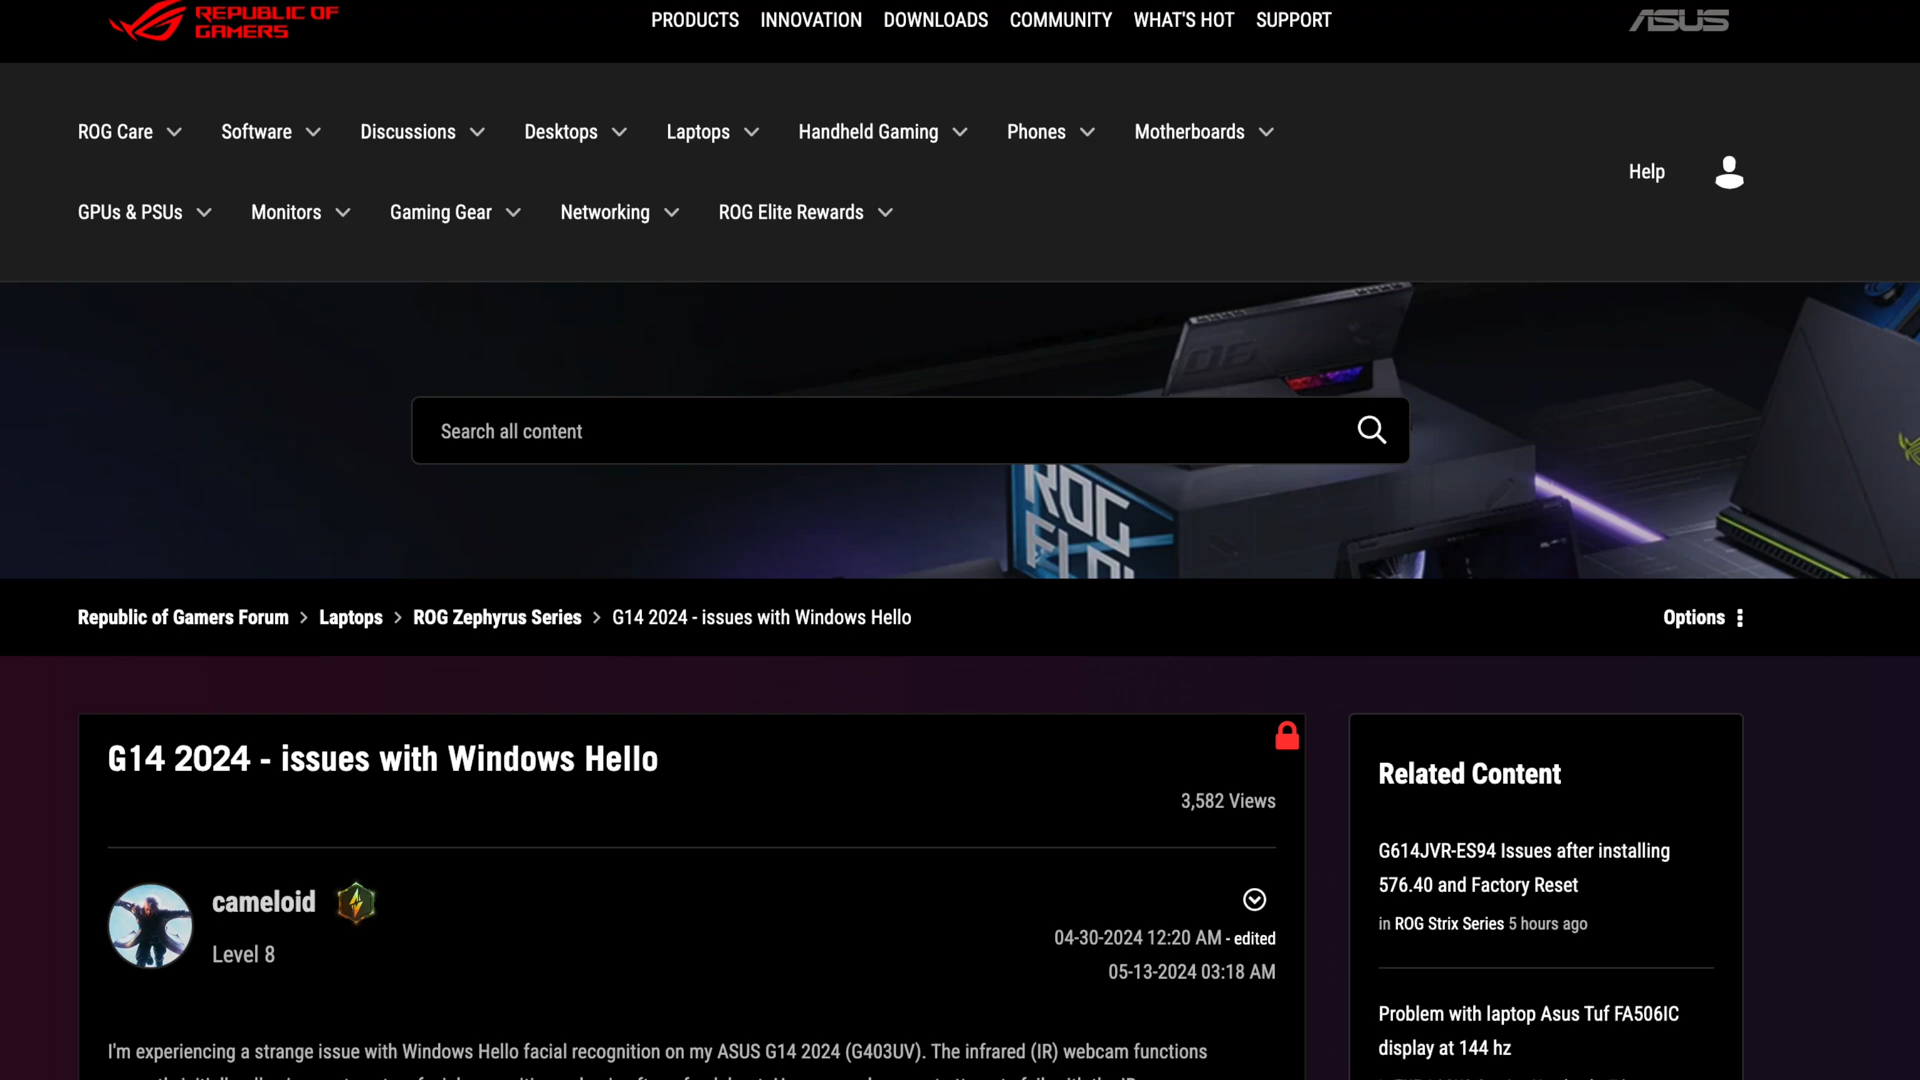 REPUBLIC OF
GAMERS
PRODUCTS INNOVATION DOWNLOADS COMMUNITY WHAT'S HOT SUPPORT
ASUS
ROG Care Software Discussions Desktops Laptops Handheld Gaming Phones Motherboards
Help
GPUs & PSUs Monitors Gaming Gear Networking ROG Elite Rewards
Search all content
ROG
Republic of Gamers Forum > Laptops > ROG Zephyrus Series > G14 2024 - issues with Windows Hello
Options
G14 2024 - issues with Windows Hello
3,582 Views
cameloid
Level 8
04-30-2024 12:20 AM - edited
05-13-2024 03:18 AM
I'm experiencing a strange issue with Windows Hello facial recognition on my ASUS G14 2024 (G403UV). The infrared (IR) webcam functions
Related Content
G614JVR-ES94 Issues after installing
576.40 and Factory Reset
in ROG Strix Series 5 hours ago
Problem with laptop Asus Tuf FA506IC
display at 144 hz